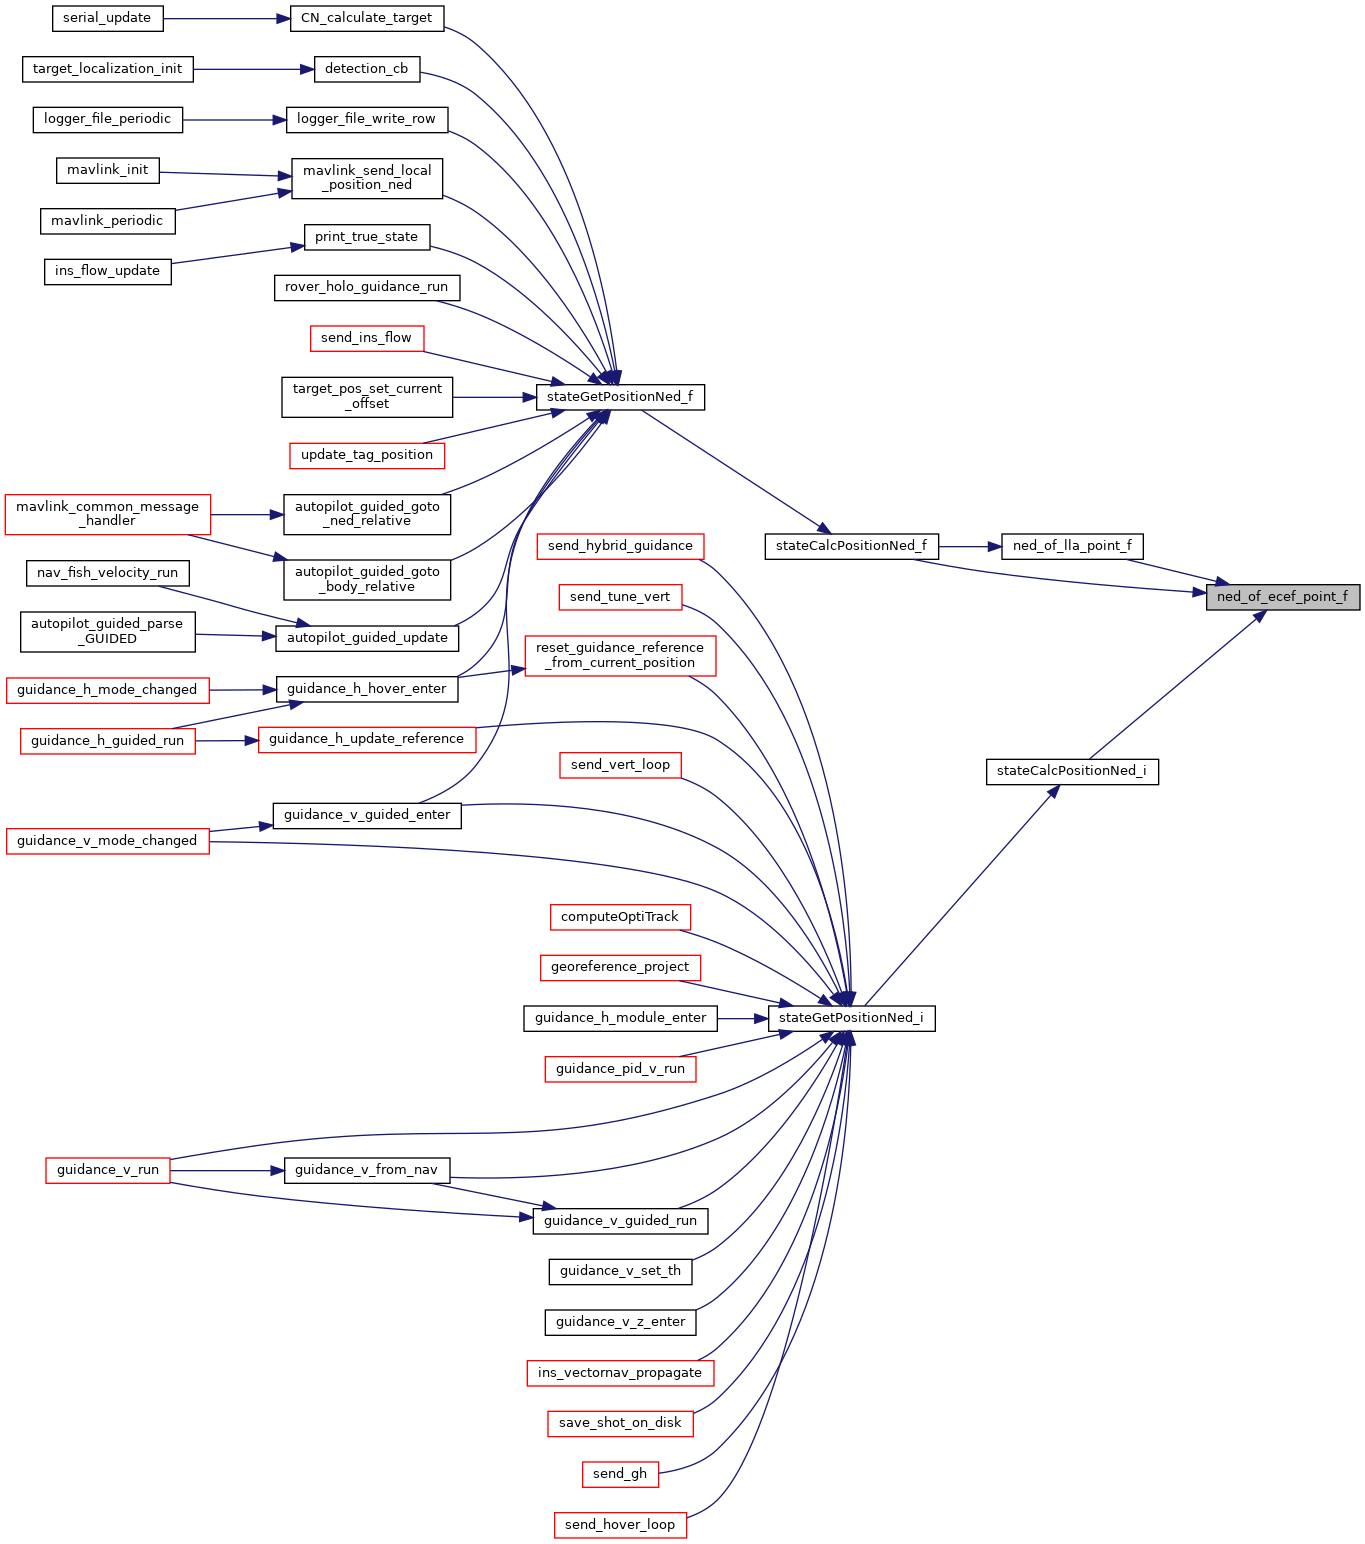 serial_update
CN_calculate_target
target_localization_init
detection_cb
logger_file_periodic
logger_file_write_row
mavlink_init
mavlink_send_local
_position_ned
mavlink_periodic
print_true_state
ins_flow_update
rover_holo_guidance_run
send_ins_flow
target_pos_set_current
_offset
stateGetPositionNed_f
update_tag_position
mavlink_common_message
_handler
autopilot_guided_goto
_ned_relative
send_hybrid_guidance
stateCalcPositionNed_f
ned_of_lla_point_f
nav_fish_velocity_run
autopilot_guided_goto
_body_relative
send_tune_vert
ned_of_ecef_point_f
autopilot_guided_parse
_GUIDED
autopilot_guided_update
reset_guidance_reference
_from_current_position
guidance_h_mode_changed
guidance_h_hover_enter
guidance_h_guided_run
guidance_h_update_reference
send_vert_loop
stateCalcPositionNed_i
guidance_v_guided_enter
guidance_v_mode_changed
computeOptiTrack
georeference_project
guidance_h_module_enter
stateGetPositionNed_i
guidance_pid_v_run
guidance_v_run
guidance_v_from_nav
guidance_v_guided_run
guidance_v_set_th
guidance_v_z_enter
ins_vectornav_propagate
save_shot_on_disk
send_gh
send_hover_loop